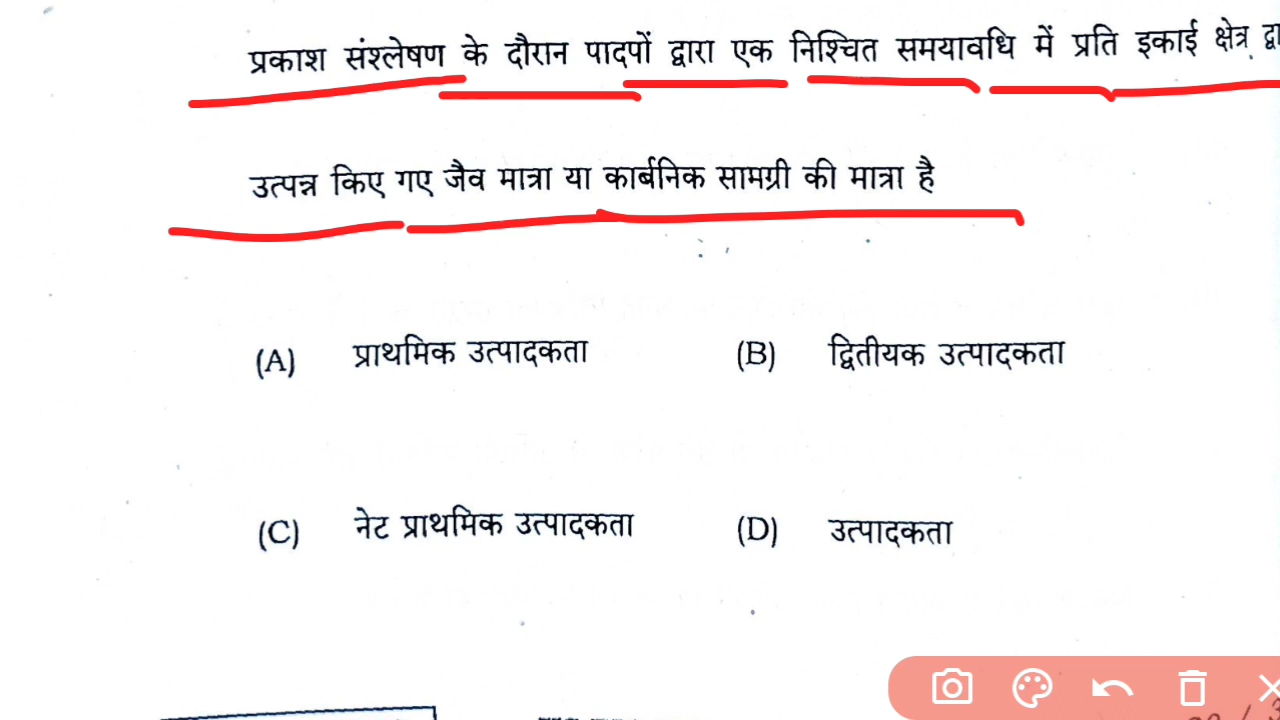 प्रकाश संश्लेषण के दौरान पादपों द्वारा एक निश्चित समयावधि में प्रति इकाई क्षेत्र
उत्पन्न किए गए जैव मात्रा या कार्बनिक सामग्री की मात्रा है
(A) प्राथमिक उत्पादकता (B) द्वितीयक उत्पादकता
(C) नेट प्राथमिक उत्पादकता (D) उत्पादकता